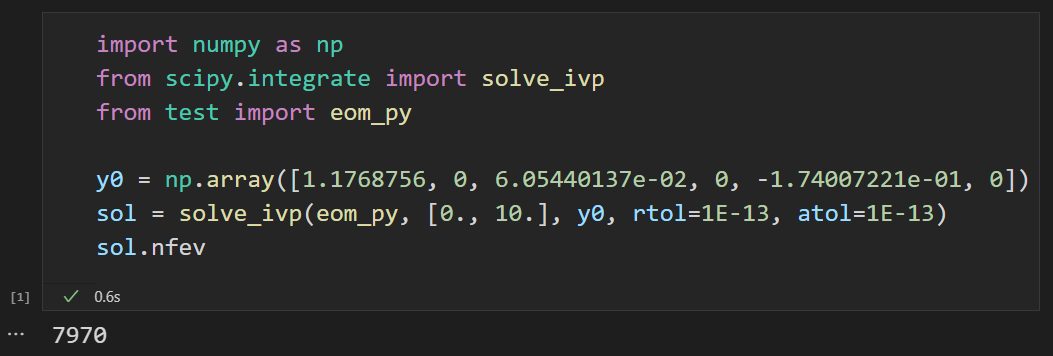 import numpy as np
from scipy.integrate import solve_ivp
from test import eom_py
y0 = np.array([1.1768756, 0, 6.05440137e-02, 0, -1.74007221e-01, 0])
sol = solve_ivp(eom_py, [0., 10.], y0, rtol=1E-13, atol=1E-13)
sol.nfev
[1] ✓ 0.6s
... 7970